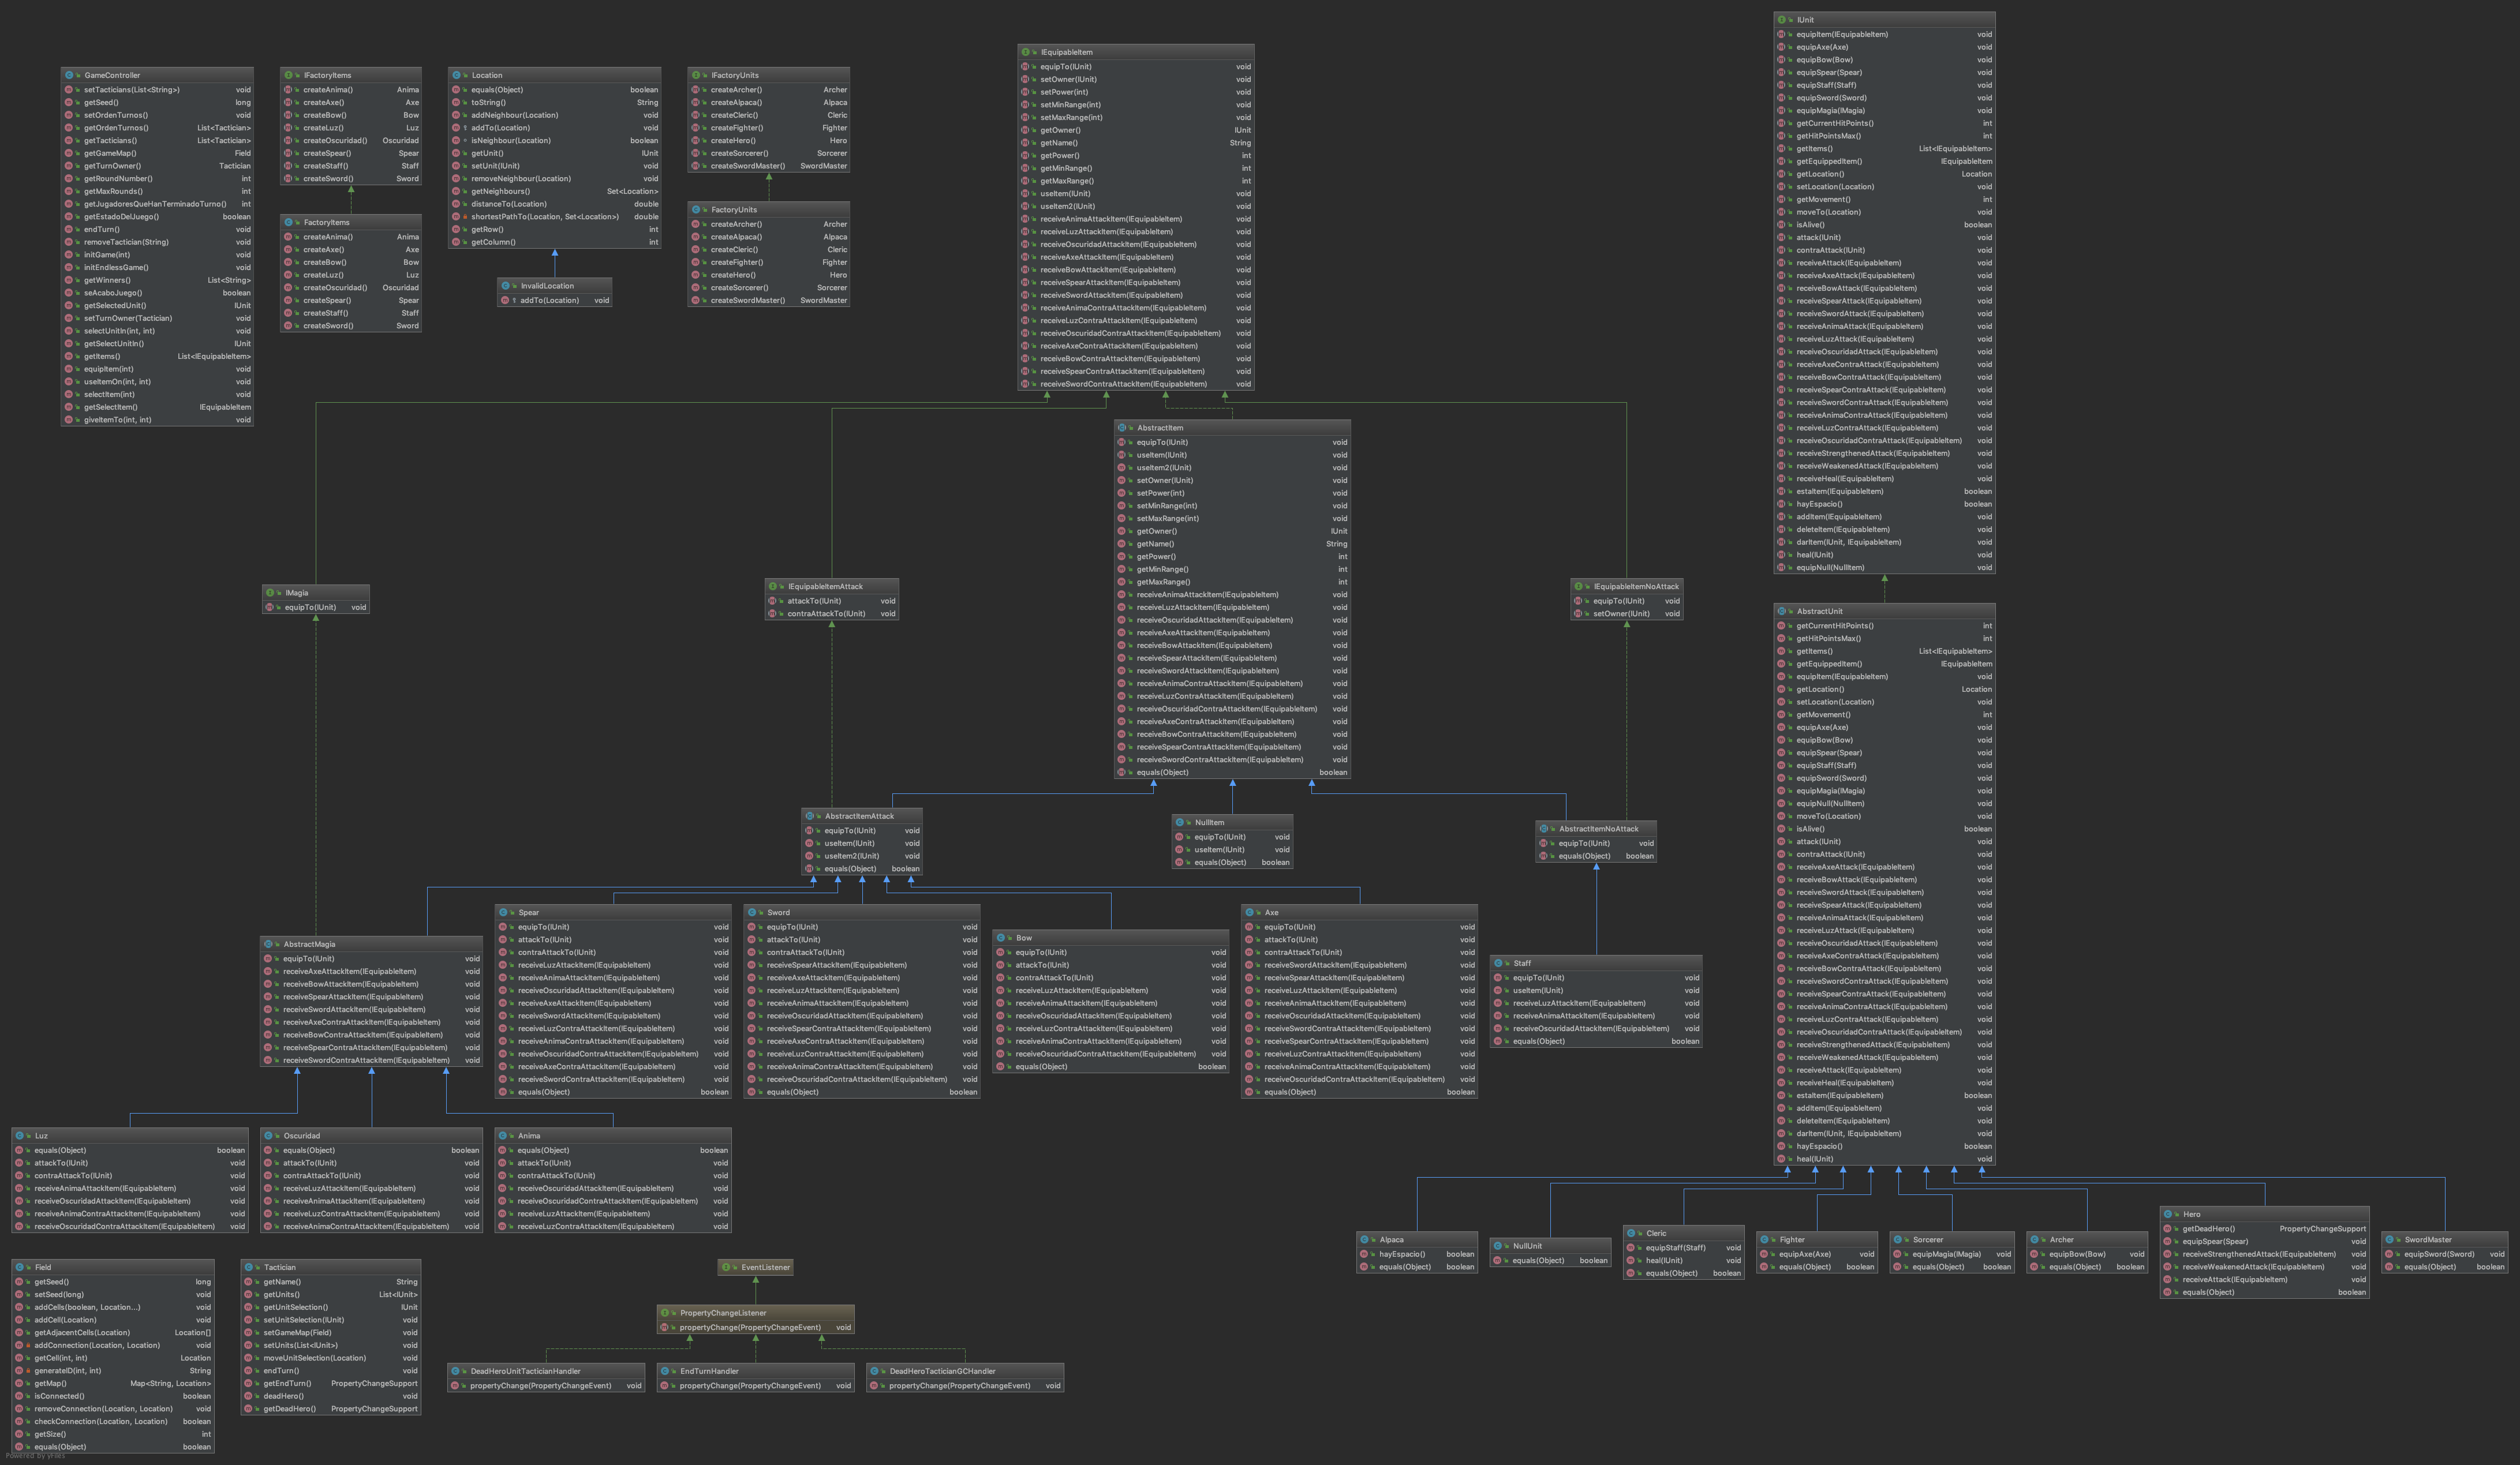 GameController
setTacticians(List<String>) void
getSeed() long
setOrdenTurnos() void
getOrdenTurnos() List<Tactician>
getTacticians() List<Tactician>
getGameMap() Field
getTurnOwner() Tactician
getRoundNumber() int
getMaxRounds() int
getJugadoresQueHanTerminadoTurno() int
getEstadoDelJuego() boolean
endTurn() void
removeTactician(String) void
initGame(int) void
initEndlessGame() void
getWinners() List<String>
seAcaboJuego() boolean
getSelectedUnit() IUnit
setTurnOwner(Tactician) void
selectUnitIn(int, int) void
getSelectUnitIn() IUnit
getItems() List<IEquipableItem>
equipItem(int) void
useItemOn(int, int) void
selectItem(int) void
getSelectItem() IEquipableItem
giveItemTo(int, int) void
IFactoryItems
createAnima() Anima
createAxe() Axe
createBow() Bow
createLuz() Luz
createOscuridad() Oscuridad
createSpear() Spear
createStaff() Staff
createSword() Sword
FactoryItems
createAnima() Anima
createAxe() Axe
createBow() Bow
createLuz() Luz
createOscuridad() Oscuridad
createSpear() Spear
createStaff() Staff
createSword() Sword
Location
equals(Object) boolean
toString() String
addNeighbour(Location) void
addTo(Location) void
isNeighbour(Location) boolean
getUnit() IUnit
setUnit(IUnit) void
removeNeighbour(Location) void
getNeighbours() Set<Location>
distanceTo(Location) double
shortestPathTo(Location, Set<Location>) double
getRow() int
getColumn() int
InvalidLocation
addTo(Location) void
IFactoryUnits
createArcher() Archer
createAlpaca() Alpaca
createCleric() Cleric
createFighter() Fighter
createHero() Hero
createSorcerer() Sorcerer
createSwordMaster() SwordMaster
FactoryUnits
createArcher() Archer
createAlpaca() Alpaca
createCleric() Cleric
createFighter() Fighter
createHero() Hero
createSorcerer() Sorcerer
createSwordMaster() SwordMaster
IEquipableItem
equipTo(IUnit) void
setOwner(IUnit) void
setPower(int) void
setMinRange(int) void
setMaxRange(int) void
getOwner() IUnit
getName() String
getPower() int
getMinRange() int
getMaxRange() int
useItem(IUnit) void
useItem2(IUnit) void
receiveAnimaAttackItem(IEquipableItem) void
receiveLuzAttackItem(IEquipableItem) void
receiveOscuridadAttackItem(IEquipableItem) void
receiveAxeAttackItem(IEquipableItem) void
receiveBowAttackItem(IEquipableItem) void
receiveSpearAttackItem(IEquipableItem) void
receiveSwordAttackItem(IEquipableItem) void
receiveAnimaContraAttackItem(IEquipableItem) void
receiveLuzContraAttackItem(IEquipableItem) void
receiveOscuridadContraAttackItem(IEquipableItem) void
receiveAxeContraAttackItem(IEquipableItem) void
receiveBowContraAttackItem(IEquipableItem) void
receiveSpearContraAttackItem(IEquipableItem) void
receiveSwordContraAttackItem(IEquipableItem) void
IUnit
equipItem(IEquipableItem) void
equipAxe(Axe) void
equipBow(Bow) void
equipSpear(Spear) void
equipStaff(Staff) void
equipSword(Sword) void
equipMagia(IMagia) void
getCurrentHitPoints() int
getHitPointsMax() int
getItems() List<IEquipableItem>
getEquippedItem() IEquipableItem
getLocation() Location
setLocation(Location) void
getMovement() int
moveTo(Location) void
isAlive() boolean
attack(IUnit) void
contraAttack(IUnit) void
receiveAttack(IEquipableItem) void
receiveAxeAttack(IEquipableItem) void
receiveBowAttack(IEquipableItem) void
receiveSpearAttack(IEquipableItem) void
receiveSwordAttack(IEquipableItem) void
receiveAnimaAttack(IEquipableItem) void
receiveLuzAttack(IEquipableItem) void
receiveOscuridadAttack(IEquipableItem) void
receiveAxeContraAttack(IEquipableItem) void
receiveBowContraAttack(IEquipableItem) void
receiveSpearContraAttack(IEquipableItem) void
receiveSwordContraAttack(IEquipableItem) void
receiveAnimaContraAttack(IEquipableItem) void
receiveLuzContraAttack(IEquipableItem) void
receiveOscuridadContraAttack(IEquipableItem) void
receiveStrengthenedAttack(IEquipableItem) void
receiveWeakenedAttack(IEquipableItem) void
receiveHeal(IEquipableItem) void
estaItem(IEquipableItem) boolean
hayEspacio() boolean
addItem(IEquipableItem) void
deleteItem(IEquipableItem) void
darItem(IUnit, IEquipableItem) void
heal(IUnit) void
equipNull(NullItem) void
AbstractItem
equipTo(IUnit) void
useItem(IUnit) void
useItem2(IUnit) void
setOwner(IUnit) void
setPower(int) void
setMinRange(int) void
setMaxRange(int) void
getOwner() IUnit
getName() String
getPower() int
getMinRange() int
getMaxRange() int
receiveAnimaAttackItem(IEquipableItem) void
receiveLuzAttackItem(IEquipableItem) void
receiveOscuridadAttackItem(IEquipableItem) void
receiveAxeAttackItem(IEquipableItem) void
receiveBowAttackItem(IEquipableItem) void
receiveSpearAttackItem(IEquipableItem) void
receiveSwordAttackItem(IEquipableItem) void
receiveAnimaContraAttackItem(IEquipableItem) void
receiveLuzContraAttackItem(IEquipableItem) void
receiveOscuridadContraAttackItem(IEquipableItem) void
receiveAxeContraAttackItem(IEquipableItem) void
receiveBowContraAttackItem(IEquipableItem) void
receiveSpearContraAttackItem(IEquipableItem) void
receiveSwordContraAttackItem(IEquipableItem) void
equals(Object) boolean
IMagia
equipTo(IUnit) void
IEquipableItemAttack
attackTo(IUnit) void
contraAttackTo(IUnit) void
IEquipableItemNoAttack
equipTo(IUnit) void
setOwner(IUnit) void
AbstractUnit
getCurrentHitPoints() int
getHitPointsMax() int
getItems() List<IEquipableItem>
getEquippedItem() IEquipableItem
equipItem(IEquipableItem) void
getLocation() Location
setLocation(Location) void
getMovement() int
equipAxe(Axe) void
equipBow(Bow) void
equipSpear(Spear) void
equipStaff(Staff) void
equipSword(Sword) void
equipMagia(IMagia) void
equipNull(NullItem) void
moveTo(Location) void
isAlive() boolean
attack(IUnit) void
contraAttack(IUnit) void
receiveAxeAttack(IEquipableItem) void
receiveBowAttack(IEquipableItem) void
receiveSwordAttack(IEquipableItem) void
receiveSpearAttack(IEquipableItem) void
receiveAnimaAttack(IEquipableItem) void
receiveLuzAttack(IEquipableItem) void
receiveOscuridadAttack(IEquipableItem) void
receiveAxeContraAttack(IEquipableItem) void
receiveBowContraAttack(IEquipableItem) void
receiveSwordContraAttack(IEquipableItem) void
receiveSpearContraAttack(IEquipableItem) void
receiveAnimaContraAttack(IEquipableItem) void
receiveLuzContraAttack(IEquipableItem) void
receiveOscuridadContraAttack(IEquipableItem) void
receiveStrengthenedAttack(IEquipableItem) void
receiveWeakenedAttack(IEquipableItem) void
receiveAttack(IEquipableItem) void
receiveHeal(IEquipableItem) void
estaItem(IEquipableItem) boolean
addItem(IEquipableItem) void
deleteItem(IEquipableItem) void
darItem(IUnit, IEquipableItem) void
hayEspacio() boolean
heal(IUnit) void
AbstractItemAttack
equipTo(IUnit) void
useItem(IUnit) void
useItem2(IUnit) void
equals(Object) boolean
NullItem
equipTo(IUnit) void
useItem(IUnit) void
equals(Object) boolean
AbstractItemNoAttack
equipTo(IUnit) void
equals(Object) boolean
AbstractMagia
equipTo(IUnit) void
receiveAxeAttackItem(IEquipableItem) void
receiveBowAttackItem(IEquipableItem) void
receiveSpearAttackItem(IEquipableItem) void
receiveSwordAttackItem(IEquipableItem) void
receiveAxeContraAttackItem(IEquipableItem) void
receiveBowContraAttackItem(IEquipableItem) void
receiveSpearContraAttackItem(IEquipableItem) void
receiveSwordContraAttackItem(IEquipableItem) void
Spear
equipTo(IUnit) void
attackTo(IUnit) void
contraAttackTo(IUnit) void
receiveLuzAttackItem(IEquipableItem) void
receiveAnimaAttackItem(IEquipableItem) void
receiveOscuridadAttackItem(IEquipableItem) void
receiveAxeAttackItem(IEquipableItem) void
receiveSwordAttackItem(IEquipableItem) void
receiveLuzContraAttackItem(IEquipableItem) void
receiveAnimaContraAttackItem(IEquipableItem) void
receiveOscuridadContraAttackItem(IEquipableItem) void
receiveAxeContraAttackItem(IEquipableItem) void
receiveSwordContraAttackItem(IEquipableItem) void
equals(Object) boolean
Sword
equipTo(IUnit) void
attackTo(IUnit) void
contraAttackTo(IUnit) void
receiveSpearAttackItem(IEquipableItem) void
receiveAxeAttackItem(IEquipableItem) void
receiveLuzAttackItem(IEquipableItem) void
receiveAnimaAttackItem(IEquipableItem) void
receiveOscuridadAttackItem(IEquipableItem) void
receiveSpearContraAttackItem(IEquipableItem) void
receiveAxeContraAttackItem(IEquipableItem) void
receiveLuzContraAttackItem(IEquipableItem) void
receiveAnimaContraAttackItem(IEquipableItem) void
receiveOscuridadContraAttackItem(IEquipableItem) void
equals(Object) boolean
Bow
equipTo(IUnit) void
attackTo(IUnit) void
contraAttackTo(IUnit) void
receiveLuzAttackItem(IEquipableItem) void
receiveAnimaAttackItem(IEquipableItem) void
receiveOscuridadAttackItem(IEquipableItem) void
receiveLuzContraAttackItem(IEquipableItem) void
receiveAnimaContraAttackItem(IEquipableItem) void
receiveOscuridadContraAttackItem(IEquipableItem) void
equals(Object) boolean
Axe
equipTo(IUnit) void
attackTo(IUnit) void
contraAttackTo(IUnit) void
receiveSwordAttackItem(IEquipableItem) void
receiveSpearAttackItem(IEquipableItem) void
receiveLuzAttackItem(IEquipableItem) void
receiveAnimaAttackItem(IEquipableItem) void
receiveOscuridadAttackItem(IEquipableItem) void
receiveSwordContraAttackItem(IEquipableItem) void
receiveSpearContraAttackItem(IEquipableItem) void
receiveLuzContraAttackItem(IEquipableItem) void
receiveAnimaContraAttackItem(IEquipableItem) void
receiveOscuridadContraAttackItem(IEquipableItem) void
equals(Object) boolean
Staff
equipTo(IUnit) void
useItem(IUnit) void
receiveLuzAttackItem(IEquipableItem) void
receiveAnimaAttackItem(IEquipableItem) void
receiveOscuridadAttackItem(IEquipableItem) void
equals(Object) boolean
Luz
equals(Object) boolean
attackTo(IUnit) void
contraAttackTo(IUnit) void
receiveAnimaAttackItem(IEquipableItem) void
receiveOscuridadAttackItem(IEquipableItem) void
receiveAnimaContraAttackItem(IEquipableItem) void
receiveOscuridadContraAttackItem(IEquipableItem) void
Oscuridad
equals(Object) boolean
attackTo(IUnit) void
contraAttackTo(IUnit) void
receiveLuzAttackItem(IEquipableItem) void
receiveAnimaAttackItem(IEquipableItem) void
receiveLuzContraAttackItem(IEquipableItem) void
receiveAnimaContraAttackItem(IEquipableItem) void
Anima
equals(Object) boolean
attackTo(IUnit) void
contraAttackTo(IUnit) void
receiveOscuridadAttackItem(IEquipableItem) void
receiveOscuridadContraAttackItem(IEquipableItem) void
receiveLuzAttackItem(IEquipableItem) void
receiveLuzContraAttackItem(IEquipableItem) void
Alpaca
hayEspacio() boolean
equals(Object) boolean
NullUnit
equals(Object) boolean
Cleric
equipStaff(Staff) void
heal(IUnit) void
equals(Object) boolean
Fighter
equipAxe(Axe) void
equals(Object) boolean
Sorcerer
equipMagia(IMagia) void
equals(Object) boolean
Archer
equipBow(Bow) void
equals(Object) boolean
Hero
getDeadHero() PropertyChangeSupport
equipSpear(Spear) void
receiveStrengthenedAttack(IEquipableItem) void
receiveWeakenedAttack(IEquipableItem) void
receiveAttack(IEquipableItem) void
equals(Object) boolean
SwordMaster
equipSword(Sword) void
equals(Object) boolean
Field
getSeed() long
setSeed(long) void
addCells(boolean, Location...) void
addCell(Location) void
getAdjacentCells(Location) Location[]
addConnection(Location, Location) void
getCell(int, int) Location
generateID(int, int) String
getMap() Map<String, Location>
isConnected() boolean
removeConnection(Location, Location) void
checkConnection(Location, Location) boolean
getSize() int
equals(Object) boolean
Tactician
getName() String
getUnits() List<IUnit>
getUnitSelection() IUnit
setUnitSelection(IUnit) void
setGameMap(Field) void
setUnits(List<IUnit>) void
moveUnitSelection(Location) void
endTurn() void
getEndTurn() PropertyChangeSupport
deadHero() void
getDeadHero() PropertyChangeSupport
EventListener
PropertyChangeListener
propertyChange(PropertyChangeEvent) void
DeadHeroUnitTacticianHandler
propertyChange(PropertyChangeEvent) void
EndTurnHandler
propertyChange(PropertyChangeEvent) void
DeadHeroTacticianGCHandler
propertyChange(PropertyChangeEvent) void
Powered by yFiles